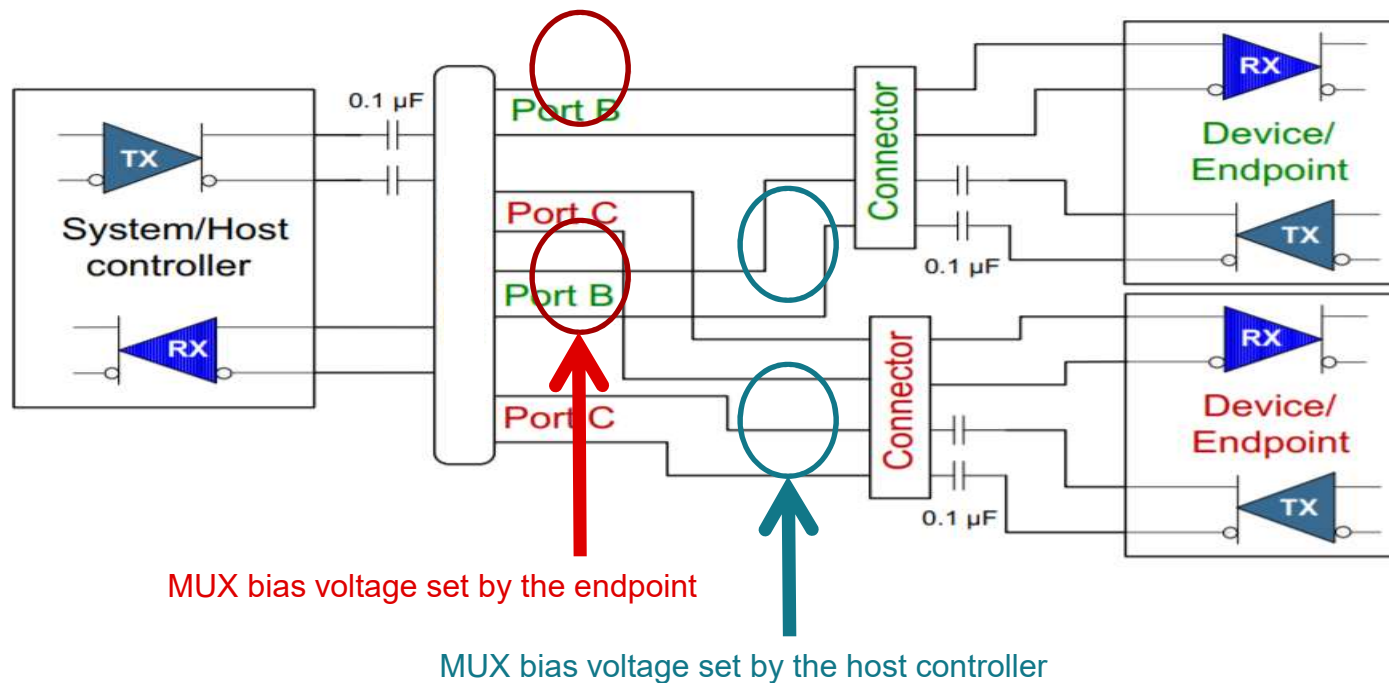 0.1 µF
TX
System/Host
controller
RX
Port B
Port C
Port B
Port C
Connector
0.1 µF
RX
Device/
Endpoint
TX
Connector
0.1 µF
RX
Device/
Endpoint
TX
MUX bias voltage set by the endpoint
MUX bias voltage set by the host controller